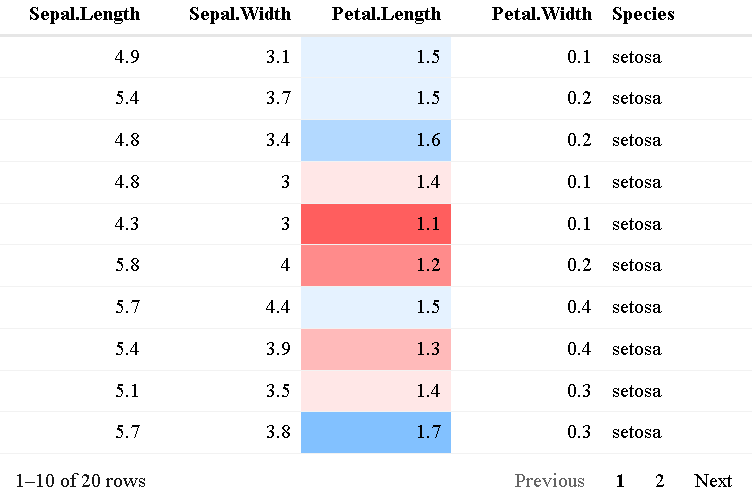 Sepal.Length Sepal.Width Petal.Length Petal.Width Species
4.9 3.1 1.5 0.1 setosa
5.4 3.7 1.5 0.2 setosa
4.8 3.4 1.6 0.2 setosa
4.8 3 1.4 0.1 setosa
4.3 3 1.1 0.1 setosa
5.8 4 1.2 0.2 setosa
5.7 4.4 1.5 0.4 setosa
5.4 3.9 1.3 0.4 setosa
5.1 3.5 1.4 0.3 setosa
5.7 3.8 1.7 0.3 setosa
1–10 of 20 rows Previous 1 2 Next